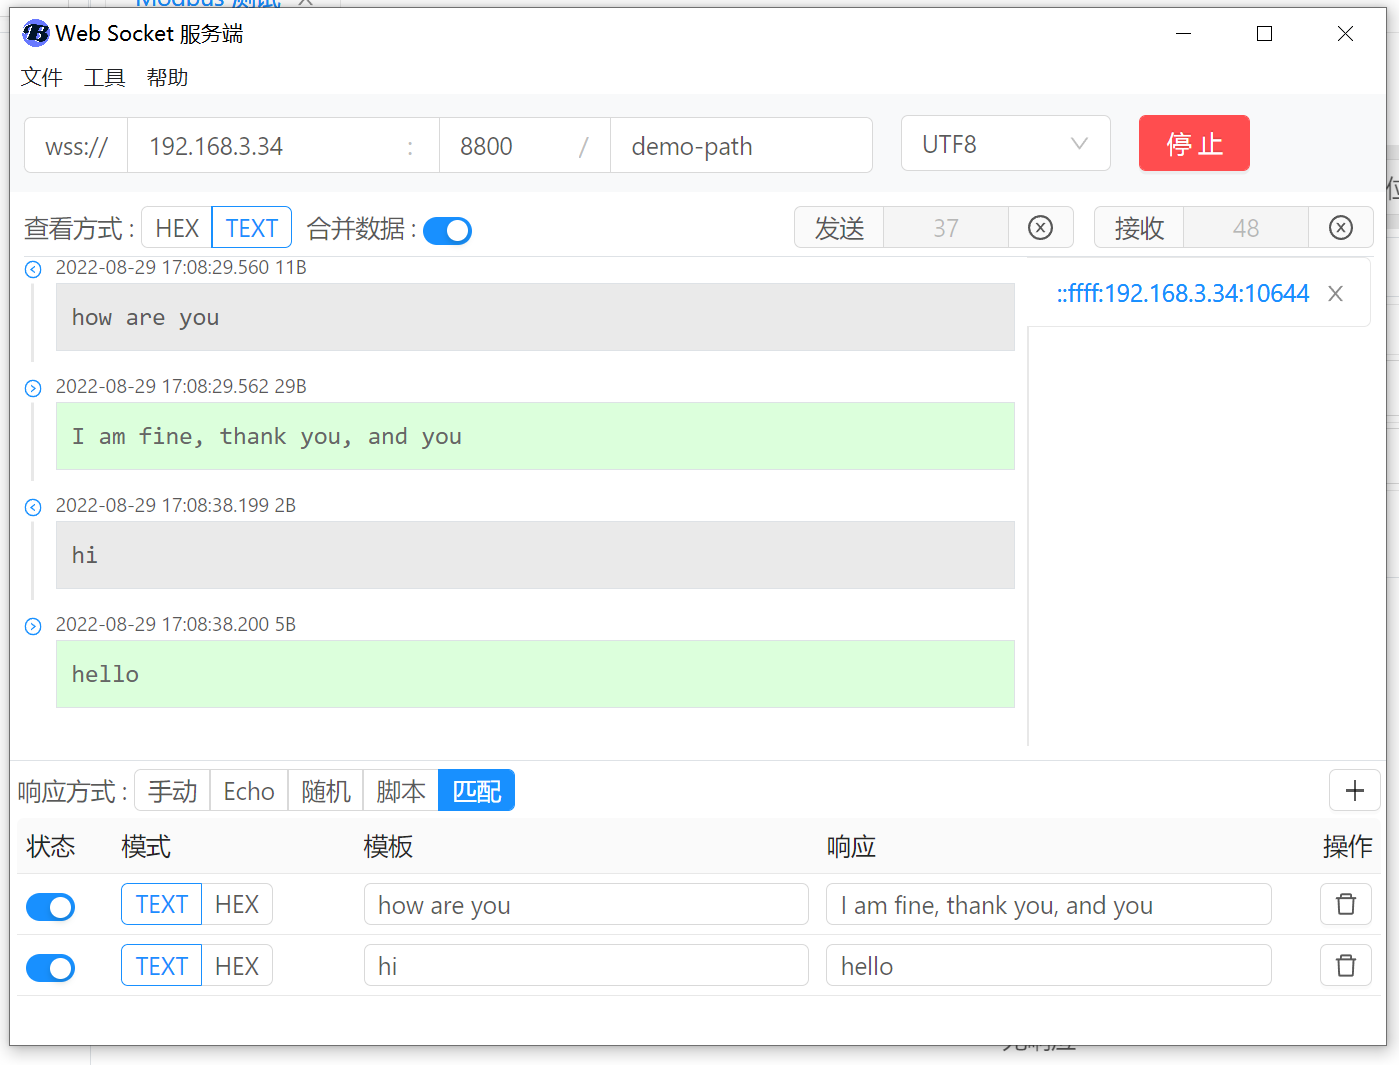 Modbus 测试
Web Socket 服务端
文件 工具 帮助
wss:// 192.168.3.34 : 8800 / demo-path UTF8 停 止
查看方式 : HEX TEXT 合并数据 : 发送 37 接收 48
2022-08-29 17:08:29.560 11B
::ffff:192.168.3.34:10644
how are you
2022-08-29 17:08:29.562 29B
I am fine, thank you, and you
2022-08-29 17:08:38.199 2B
hi
2022-08-29 17:08:38.200 5B
hello
响应方式 : 手动 Echo 随机 脚本 匹配
状态 模式 模板 响应 操作
TEXT HEX how are you I am fine, thank you, and you
TEXT HEX hi hello